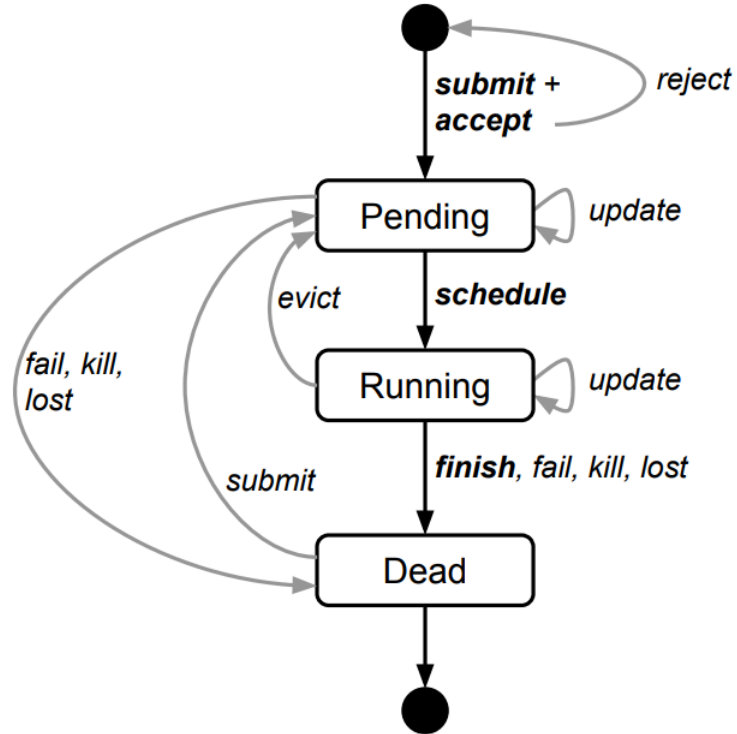 submit +
accept
reject
Pending
update
evict
schedule
fail, kill,
lost
Running
update
submit
finish, fail, kill, lost
Dead